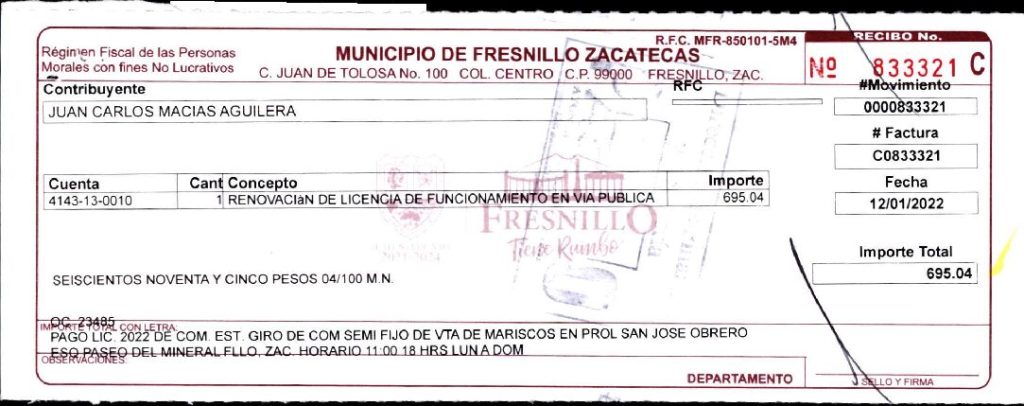 Régimen Fiscal de las Personas
Morales con fines No Lucrativos
R.F.C. MFR-850101-5M4
MUNICIPIO DE FRESNILLO ZACATECAS
C. JUAN DE TOLOSA No. 100 COL. CENTRO C.P. 99000 FRESNILLO, ZAC.
RECIBO No.
Nº 833321 C
Contribuyente
RFC
JUAN CARLOS MACIAS AGUILERA
#Movimiento
0000833321
# Factura
C0833321
Fecha
12/01/2022
Cuenta Cant Concepto Importe
4143-13-0010 1 RENOVACIàN DE LICENCIA DE FUNCIONAMIENTO EN VIA PUBLICA 695.04
FRESNILLO
Tiene Rumbo
Importe Total
695.04
SEISCIENTOS NOVENTA Y CINCO PESOS 04/100 M.N.
OC. 23485
IMPORTE TOTAL CON LETRA:
PAGO LIC. 2022 DE COM. EST. GIRO DE COM SEMI FIJO DE VTA DE MARISCOS EN PROL SAN JOSE OBRERO
ESQ PASEO DEL MINERAL FLLO, ZAC. HORARIO 11:00 18 HRS LUN A DOM
OBSERVACIONES:
DEPARTAMENTO
SELLO Y FIRMA